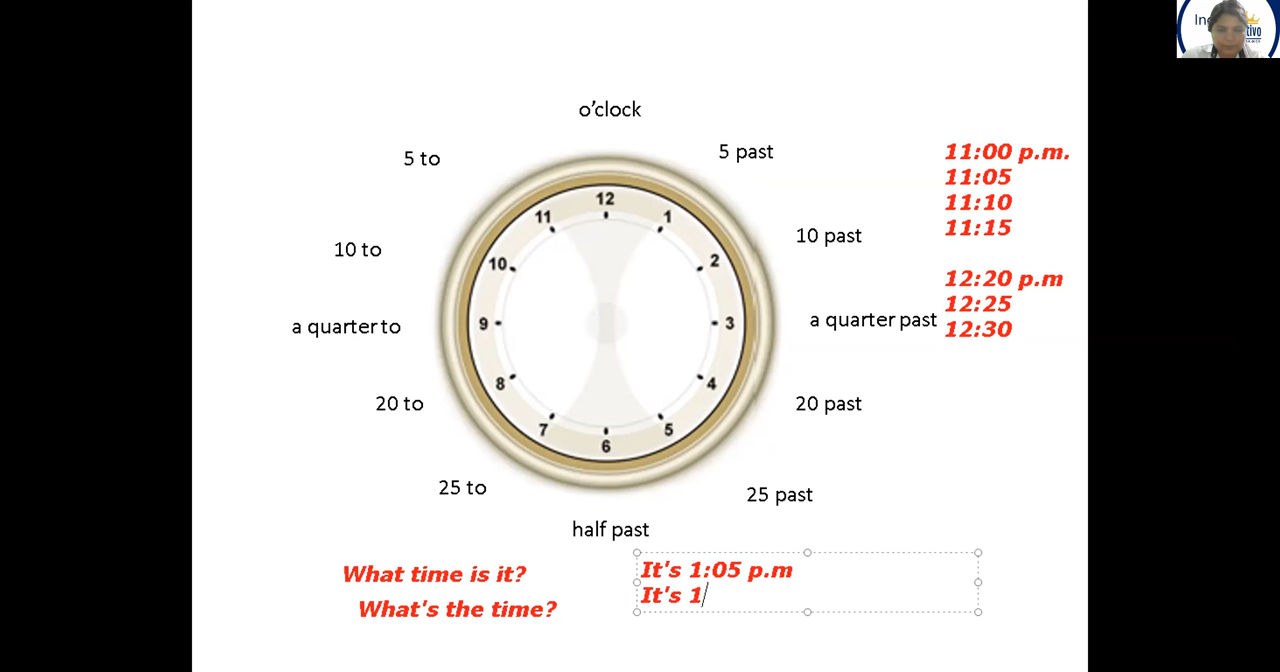 o'clock
5 to
5 past
10 to
10 past
a quarter to
a quarter past
20 to
20 past
25 to
25 past
half past
12
1
2
3
4
5
6
7
8
9
10
11
11:00 p.m.
11:05
11:10
11:15
12:20 p.m
12:25
12:30
What time is it?
What's the time?
It's 1:05 p.m
It's 1